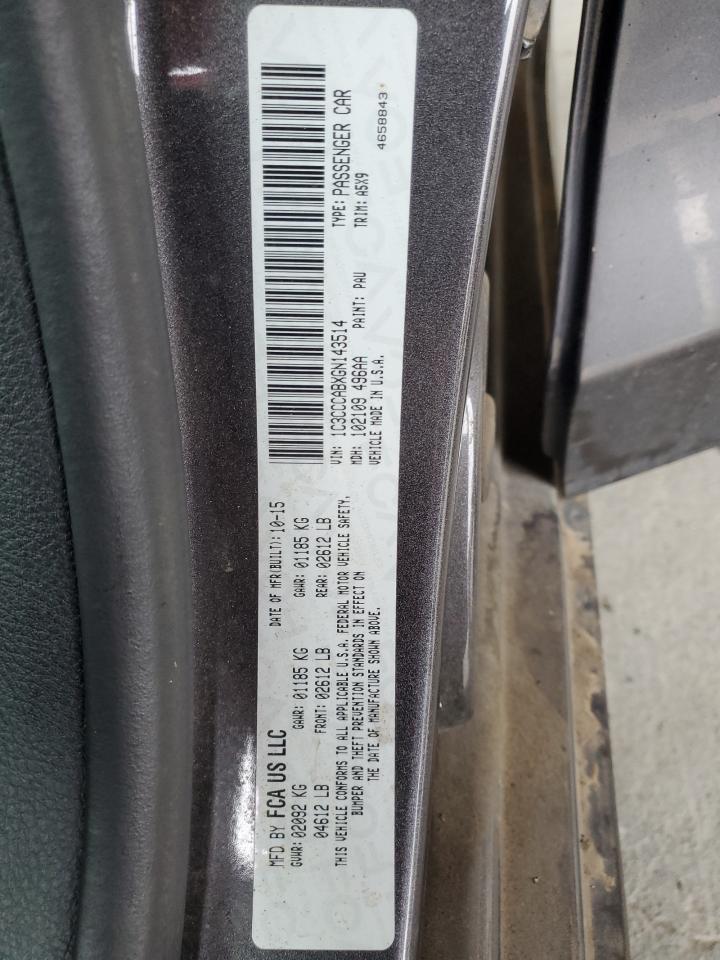 MFD BY FCA US LLC
DATE OF MFR(BUILT): 10-15
GVWR: 02092 KG
GAWR: 01185 KG
GAWR: 01185 KG
04612 LB
FRONT: 02612 LB
REAR: 02612 LB
THIS VEHICLE CONFORMS TO ALL APPLICABLE U.S.A. FEDERAL MOTOR VEHICLE SAFETY,
BUMPER AND THEFT PREVENTION STANDARDS IN EFFECT ON
THE DATE OF MANUFACTURE SHOWN ABOVE.
VIN: 1C3CCCABXGN143514
TYPE: PASSENGER CAR
MDH: 102109 496AA
PAINT: PAU
TRIM: A5X9
VEHICLE MADE IN U.S.A.
4658843